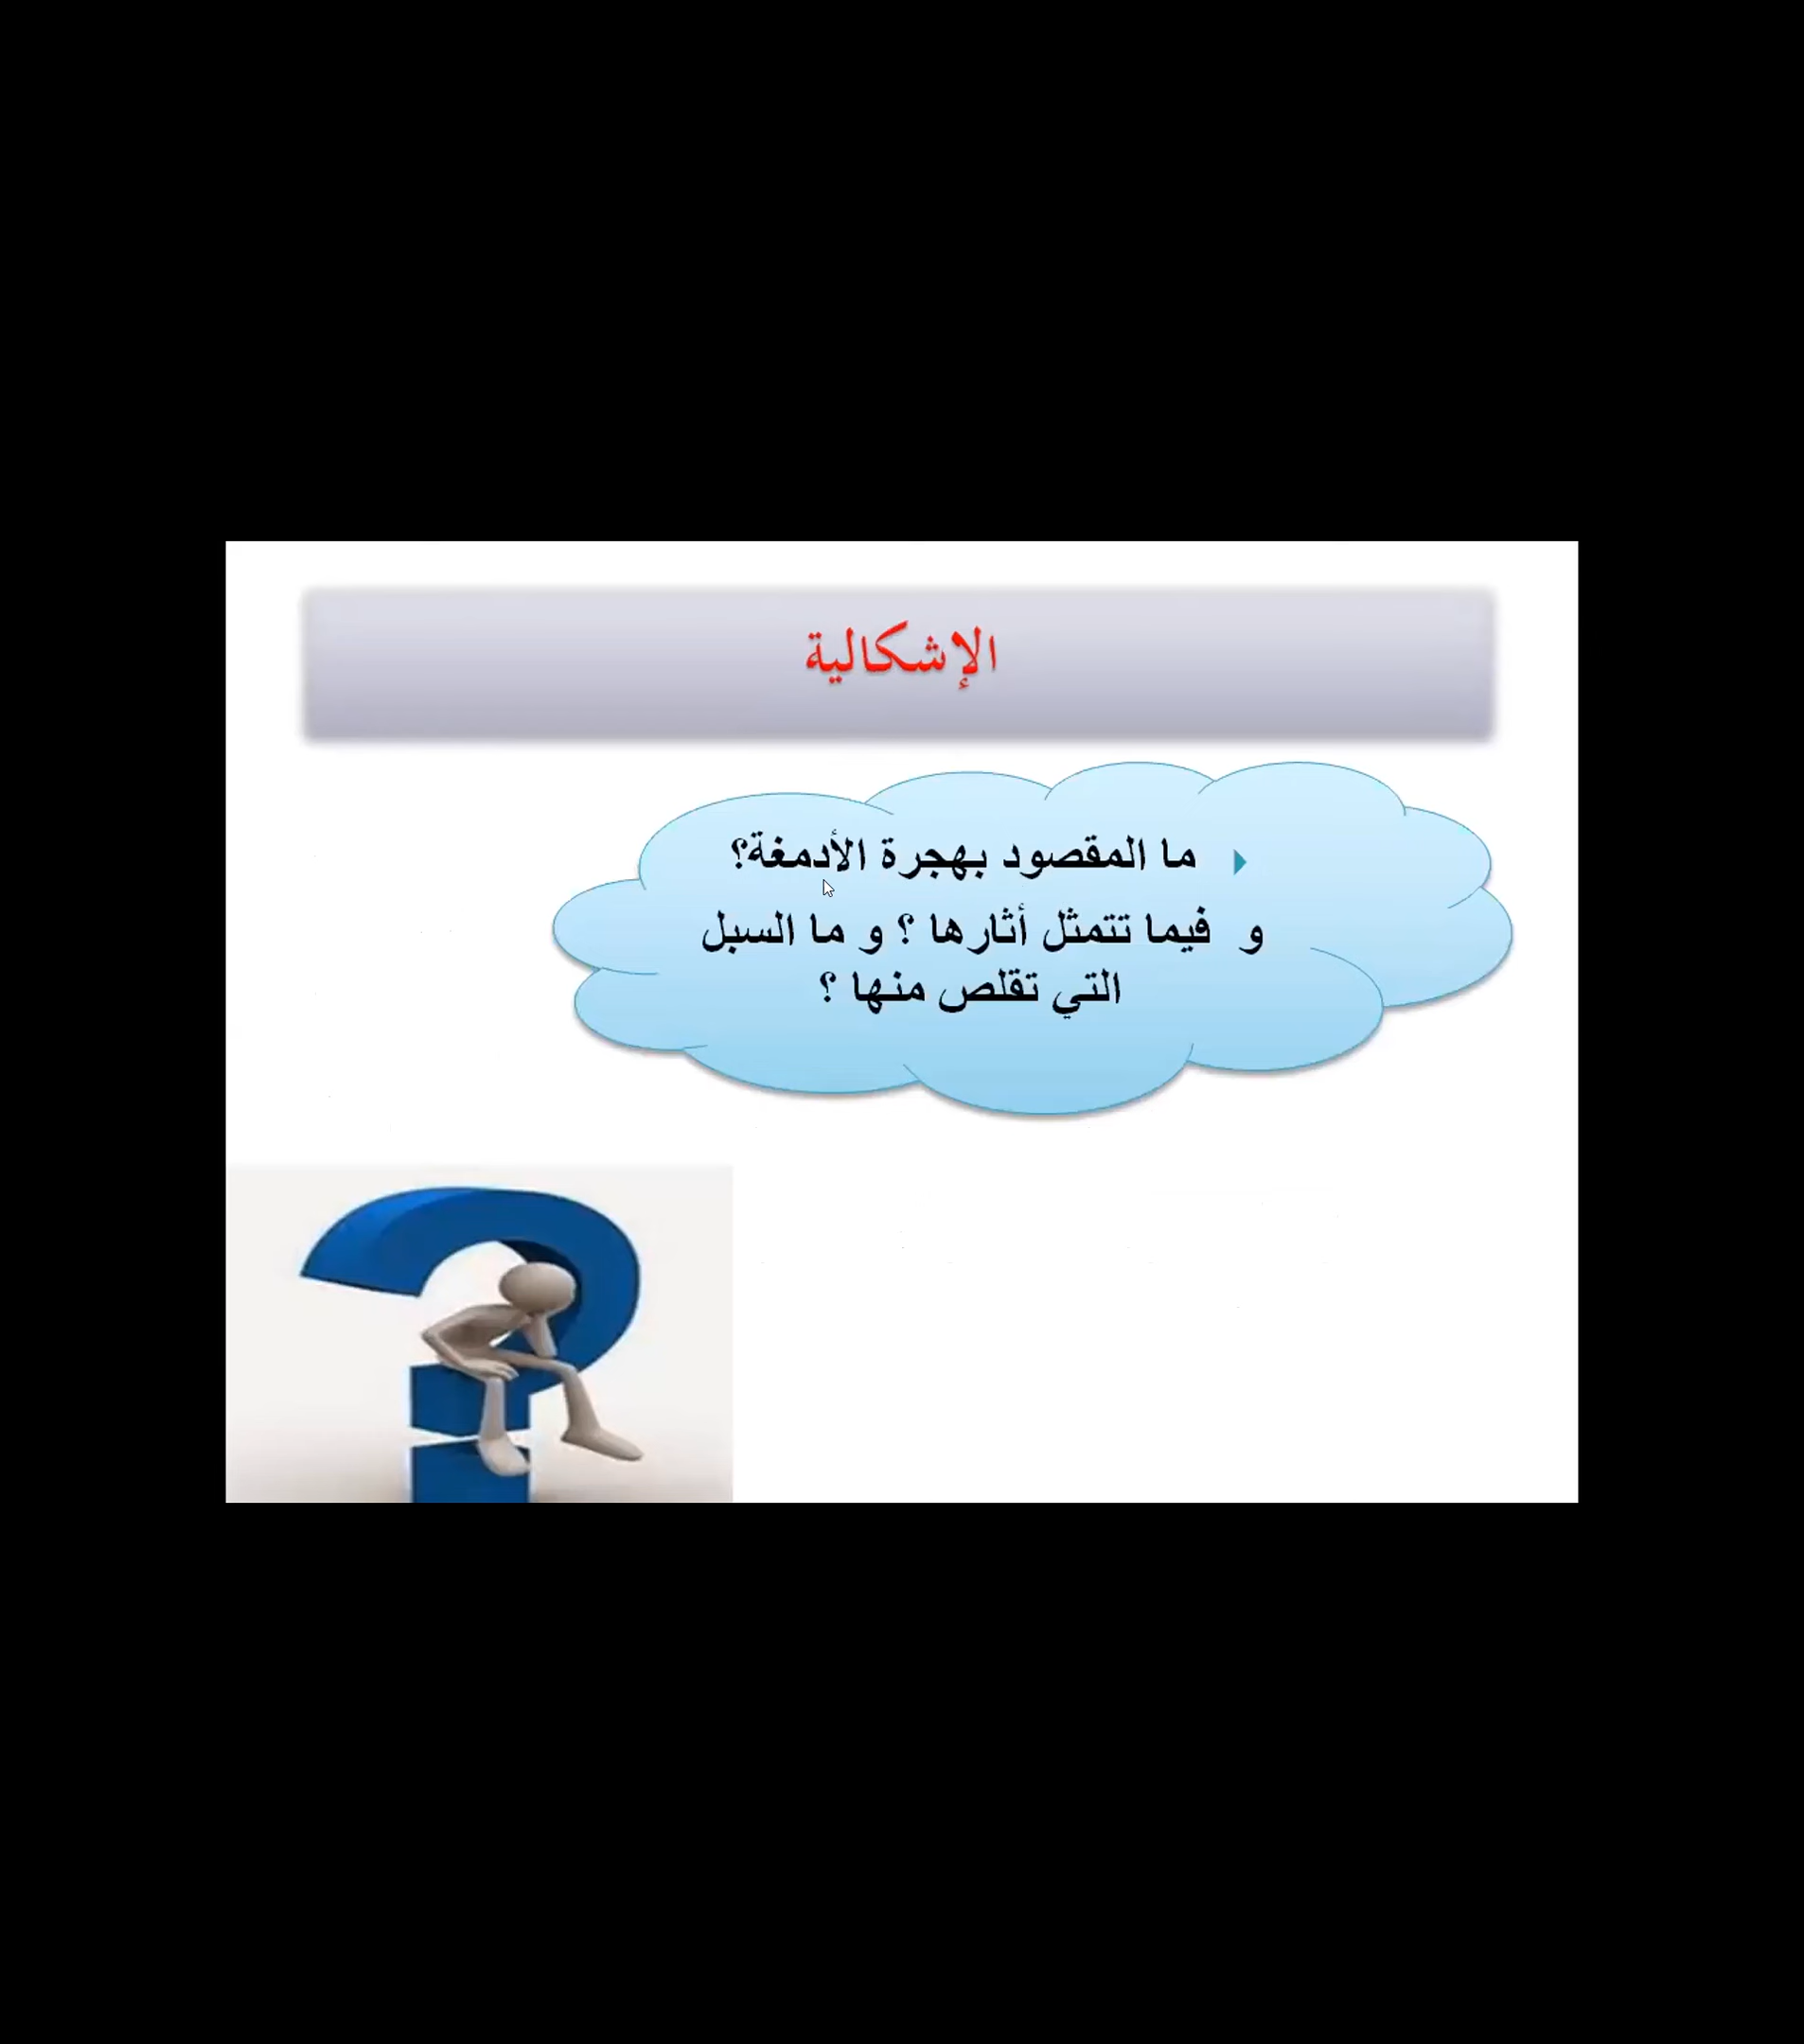 الإشكالية
ما المقصود بهجرة الأدمغة؟
و فيما تتمثل أثارها ؟ و ما السبل
التي تقلص منها ؟